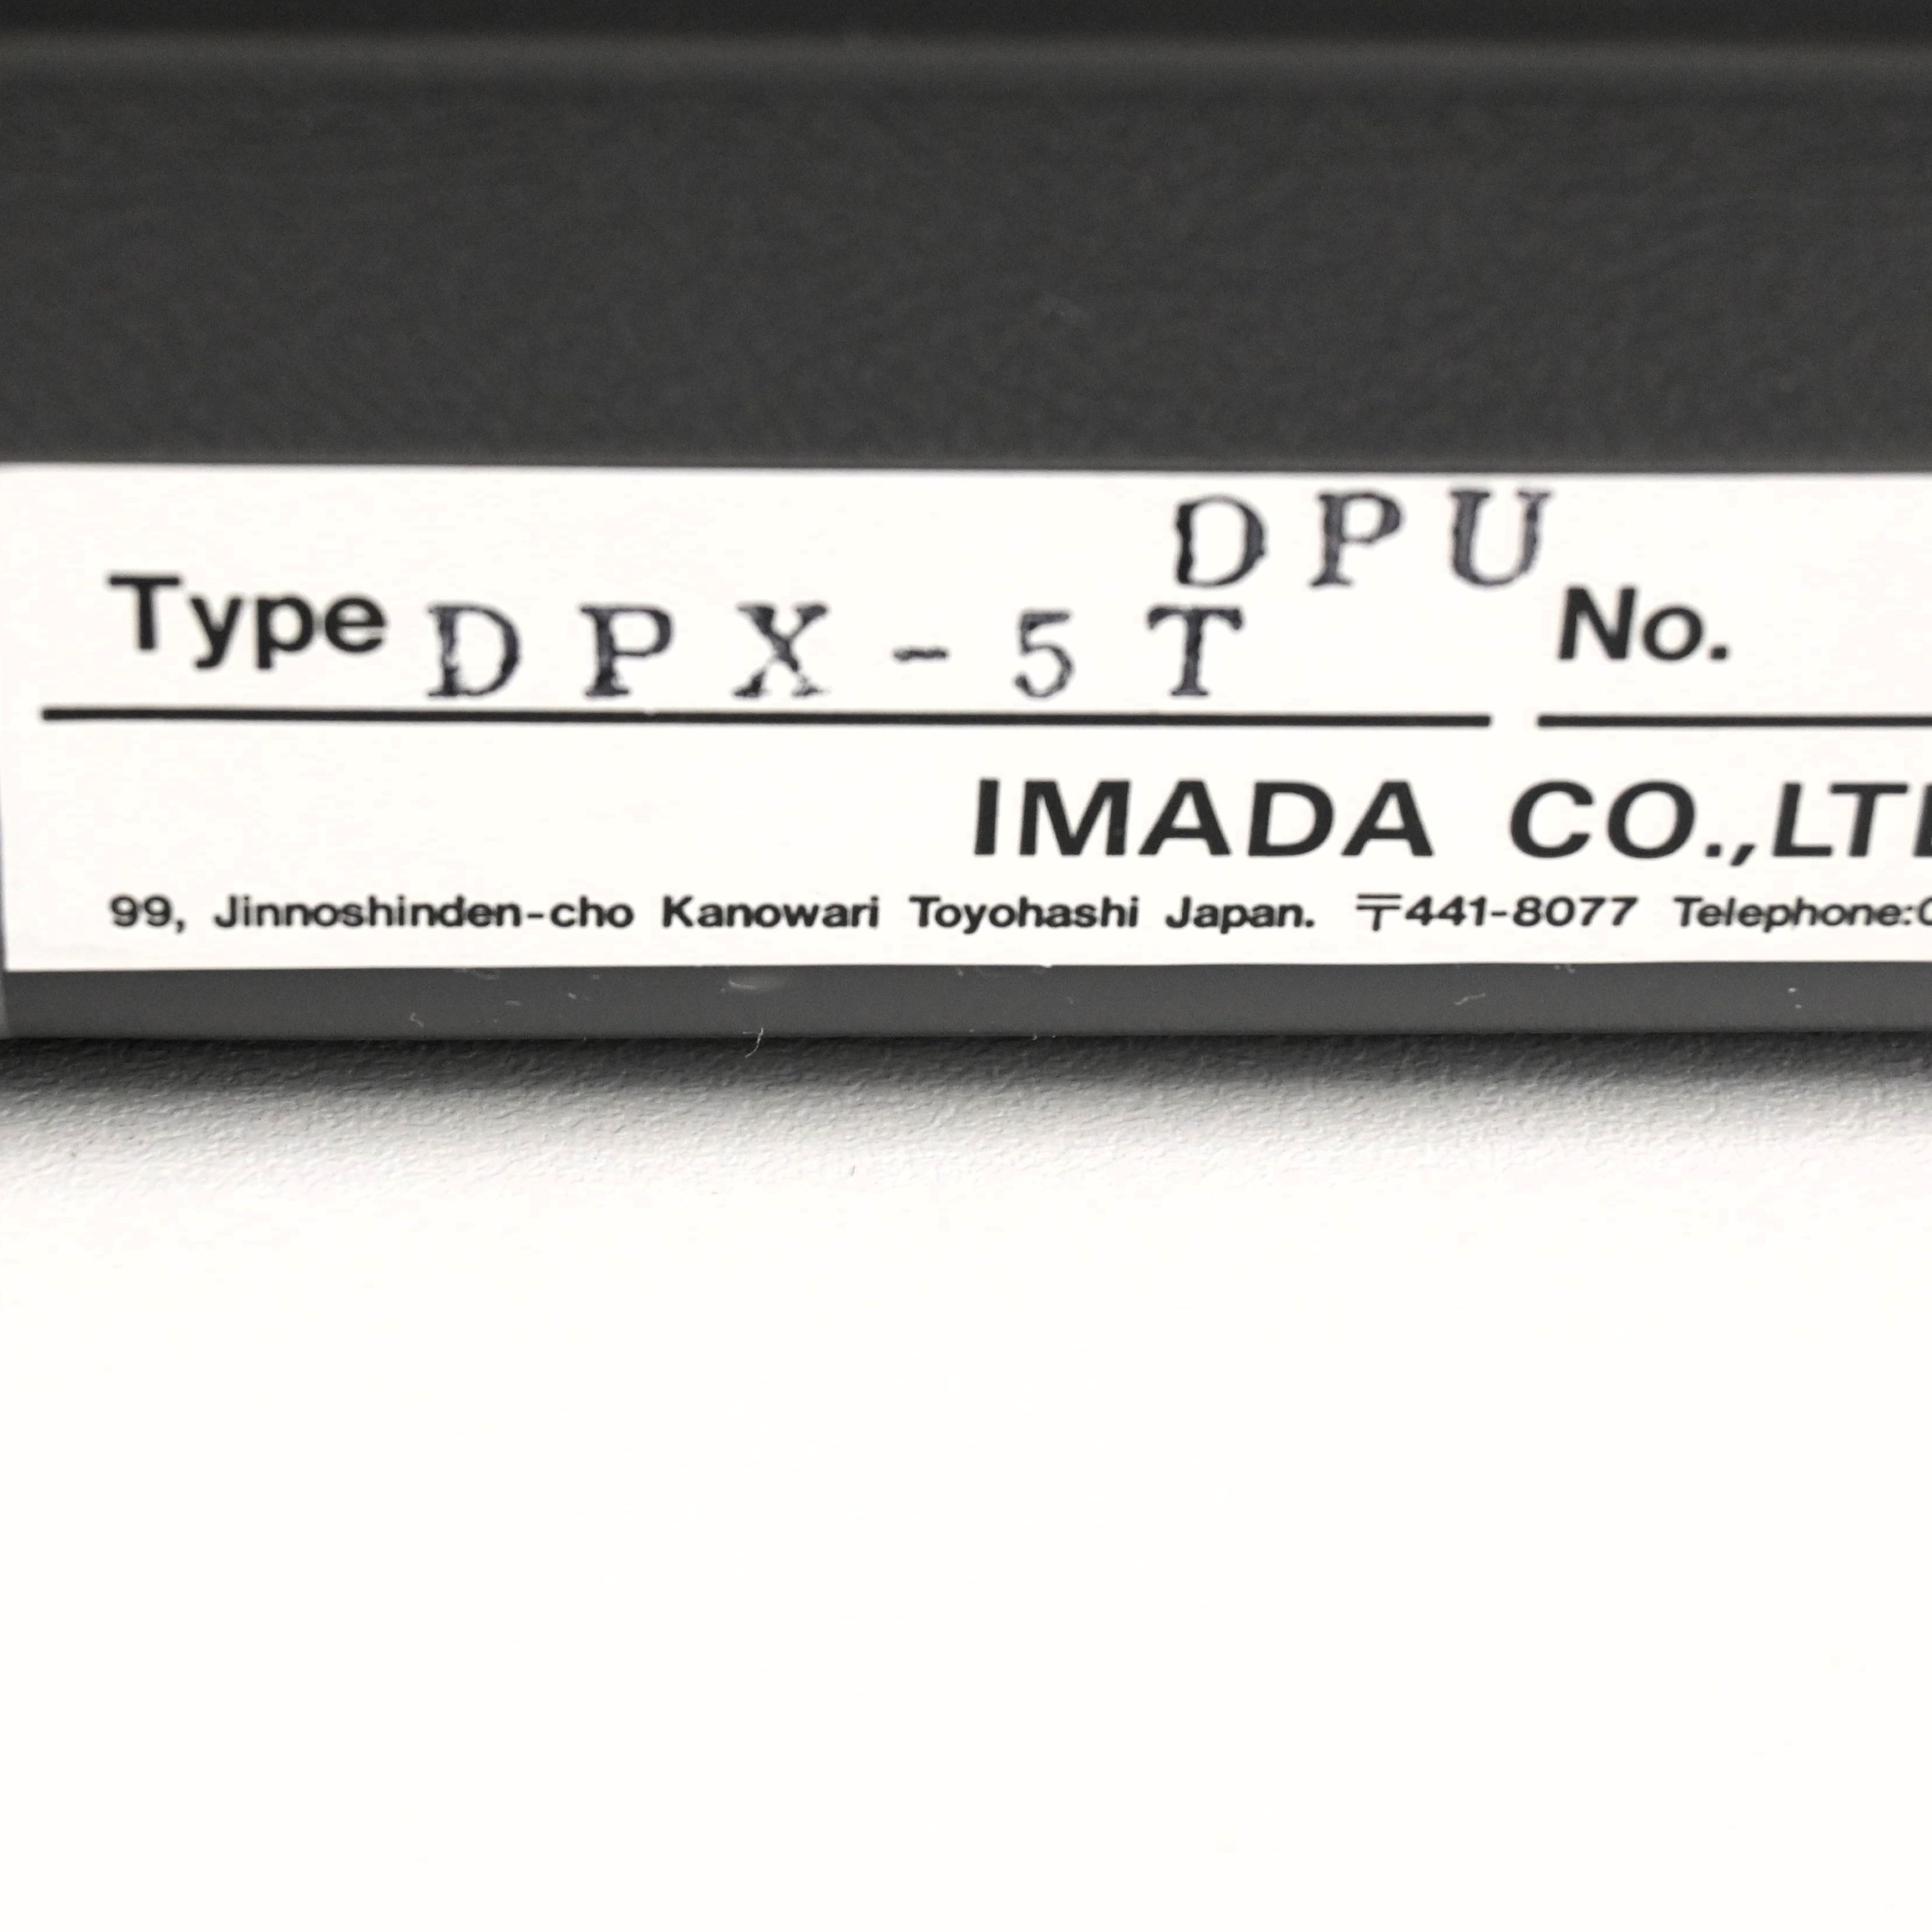 DPU
Type DPX-5T No.
IMADA CO.,LT
99, Jinnoshinden-cho Kanowari Toyohashi Japan. 〒441-8077 Telephone: